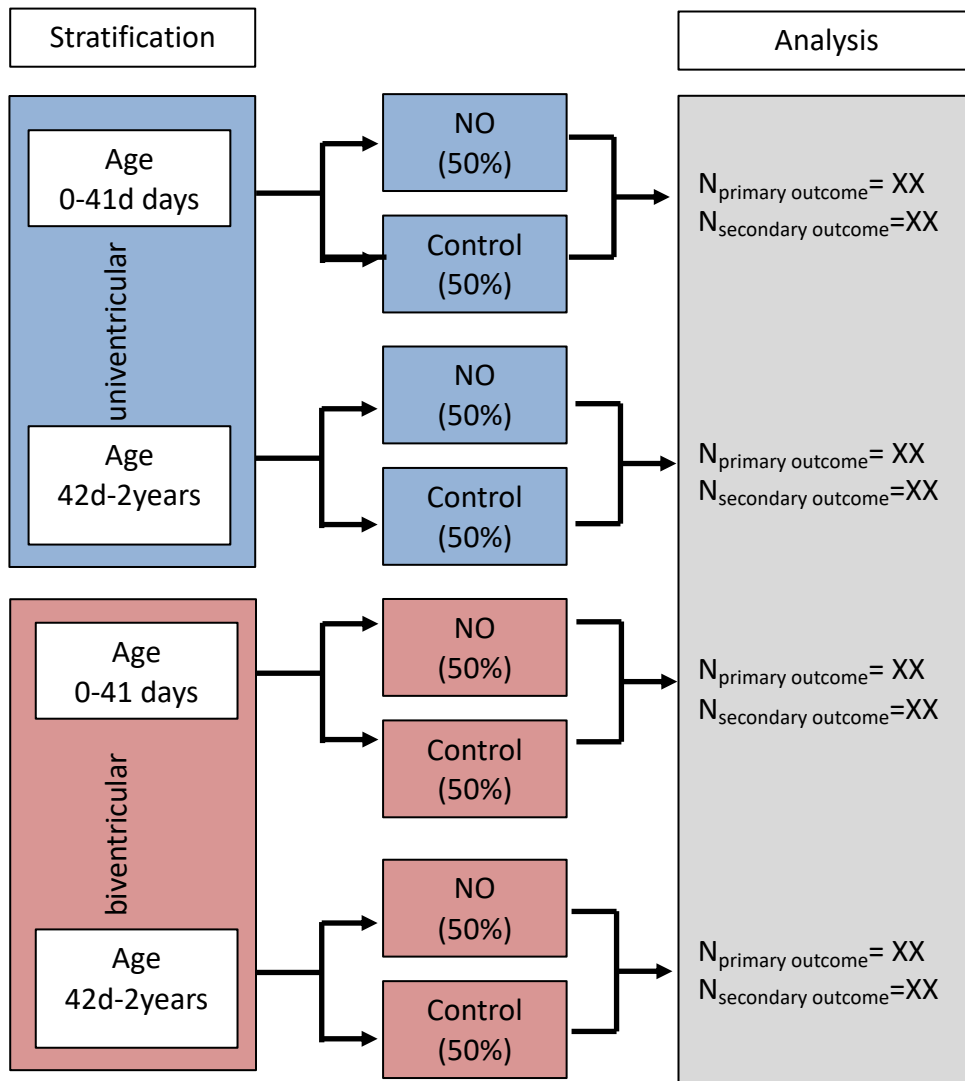 Stratification
Analysis
Age
0-41d days
univentricular
Age
42d-2years
NO
(50%)
Control
(50%)
NO
(50%)
Control
(50%)
Nprimary outcome= XX
Nsecondary outcome=XX
Nprimary outcome= XX
Nsecondary outcome=XX
Age
0-41 days
biventricular
Age
42d-2years
NO
(50%)
Control
(50%)
NO
(50%)
Control
(50%)
Nprimary outcome= XX
Nsecondary outcome=XX
Nprimary outcome= XX
Nsecondary outcome=XX